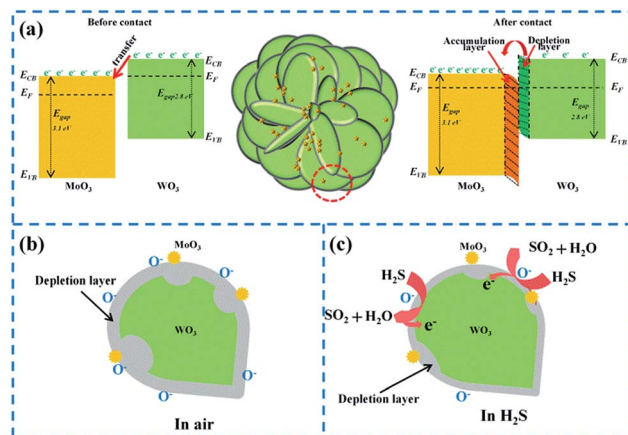 (a)
Before contact
e⁻ e⁻ e⁻ e⁻ e⁻ e⁻
transfer
e⁻ e⁻ e⁻ e⁻ e⁻ e⁻
E_CB
E_F
E_gap
3.1 eV
E_VB
MoO₃
E_CB
E_F
E_gap 2.8 eV
E_VB
WO₃
After contact
Accumulation
layer
Depletion
layer
e⁻ e⁻ e⁻ e⁻
e⁻ e⁻ e⁻ e⁻ e⁻ e⁻
E_CB
E_F
E_gap
3.1 eV
E_VB
MoO₃
E_CB
E_F
E_gap
2.8 eV
E_VB
WO₃
(b)
MoO₃
O⁻
O⁻
Depletion layer
O⁻
WO₃
O⁻
O⁻
O⁻
In air
(c)
MoO₃
SO₂ + H₂O
O⁻
H₂S
H₂S
e⁻
O⁻
O⁻
SO₂ + H₂O
e⁻
WO₃
O⁻
O⁻
O⁻
Depletion layer
In H₂S